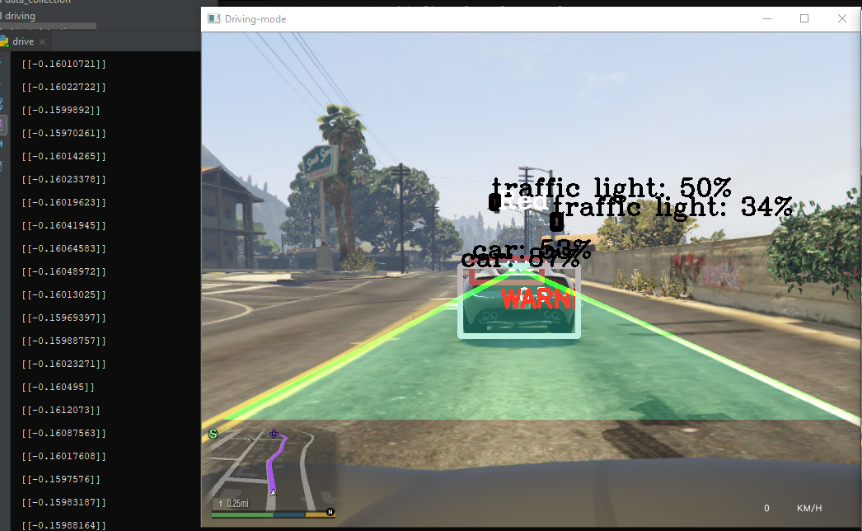 data_collection
driving
drive
[[-0.16010721]]
[[-0.16022722]]
[[-0.1599892]]
[[-0.15970261]]
[[-0.16014265]]
[[-0.16023378]]
[[-0.16019623]]
[[-0.16041945]]
[[-0.16064583]]
[[-0.16048972]]
[[-0.16013025]]
[[-0.15969397]]
[[-0.15988757]]
[[-0.16023271]]
[[-0.160495]]
[[-0.1612073]]
[[-0.16087563]]
[[-0.16017608]]
[[-0.1597576]]
[[-0.15983187]]
[[-0.15988164]]
Driving-mode
traffic light: 50%
Red
traffic light: 34%
car: 53%
car: 87%
WARN
S
0.25mi
N
0 KM/H